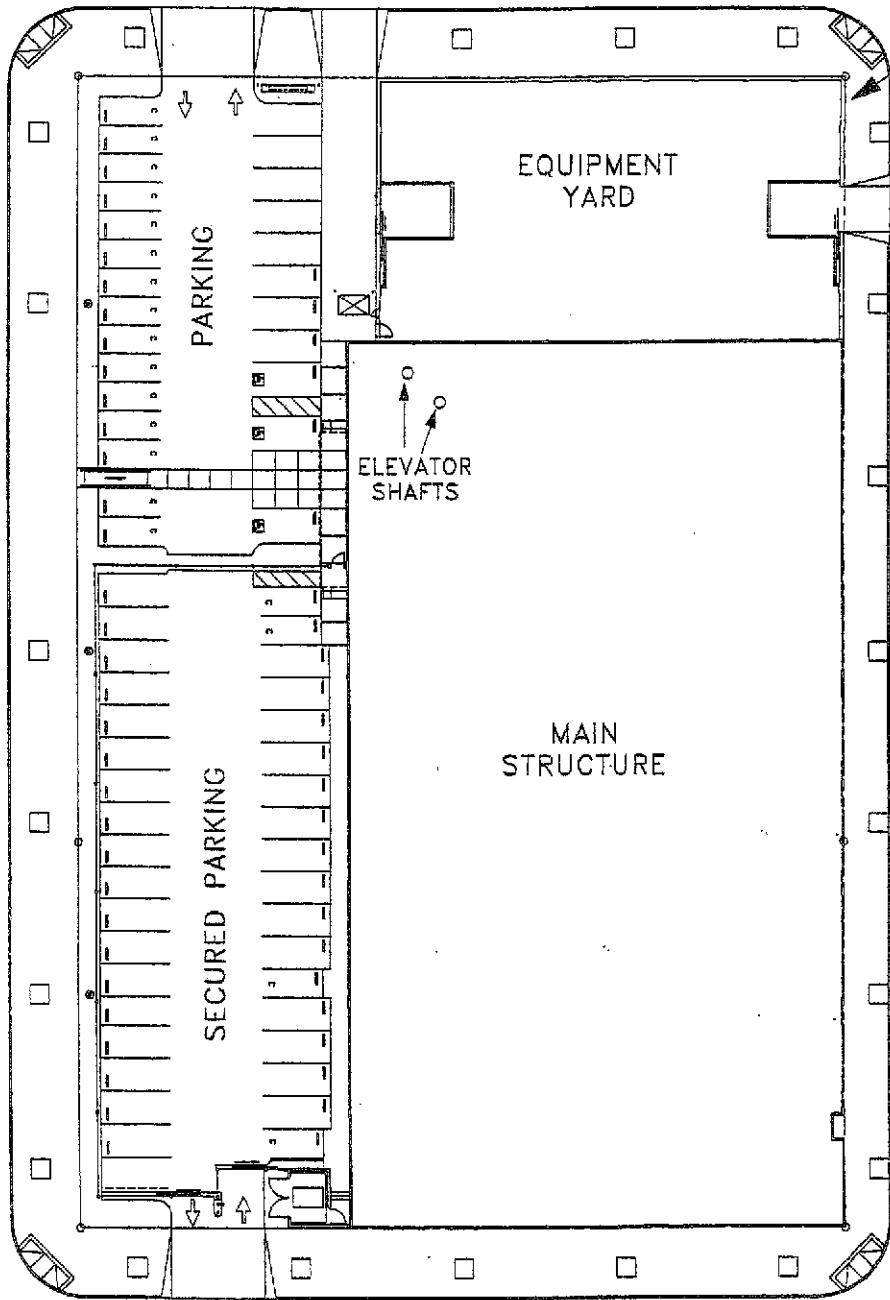 EQUIPMENT
YARD
PARKING
ELEVATOR
SHAFTS
MAIN
STRUCTURE
SECURED PARKING